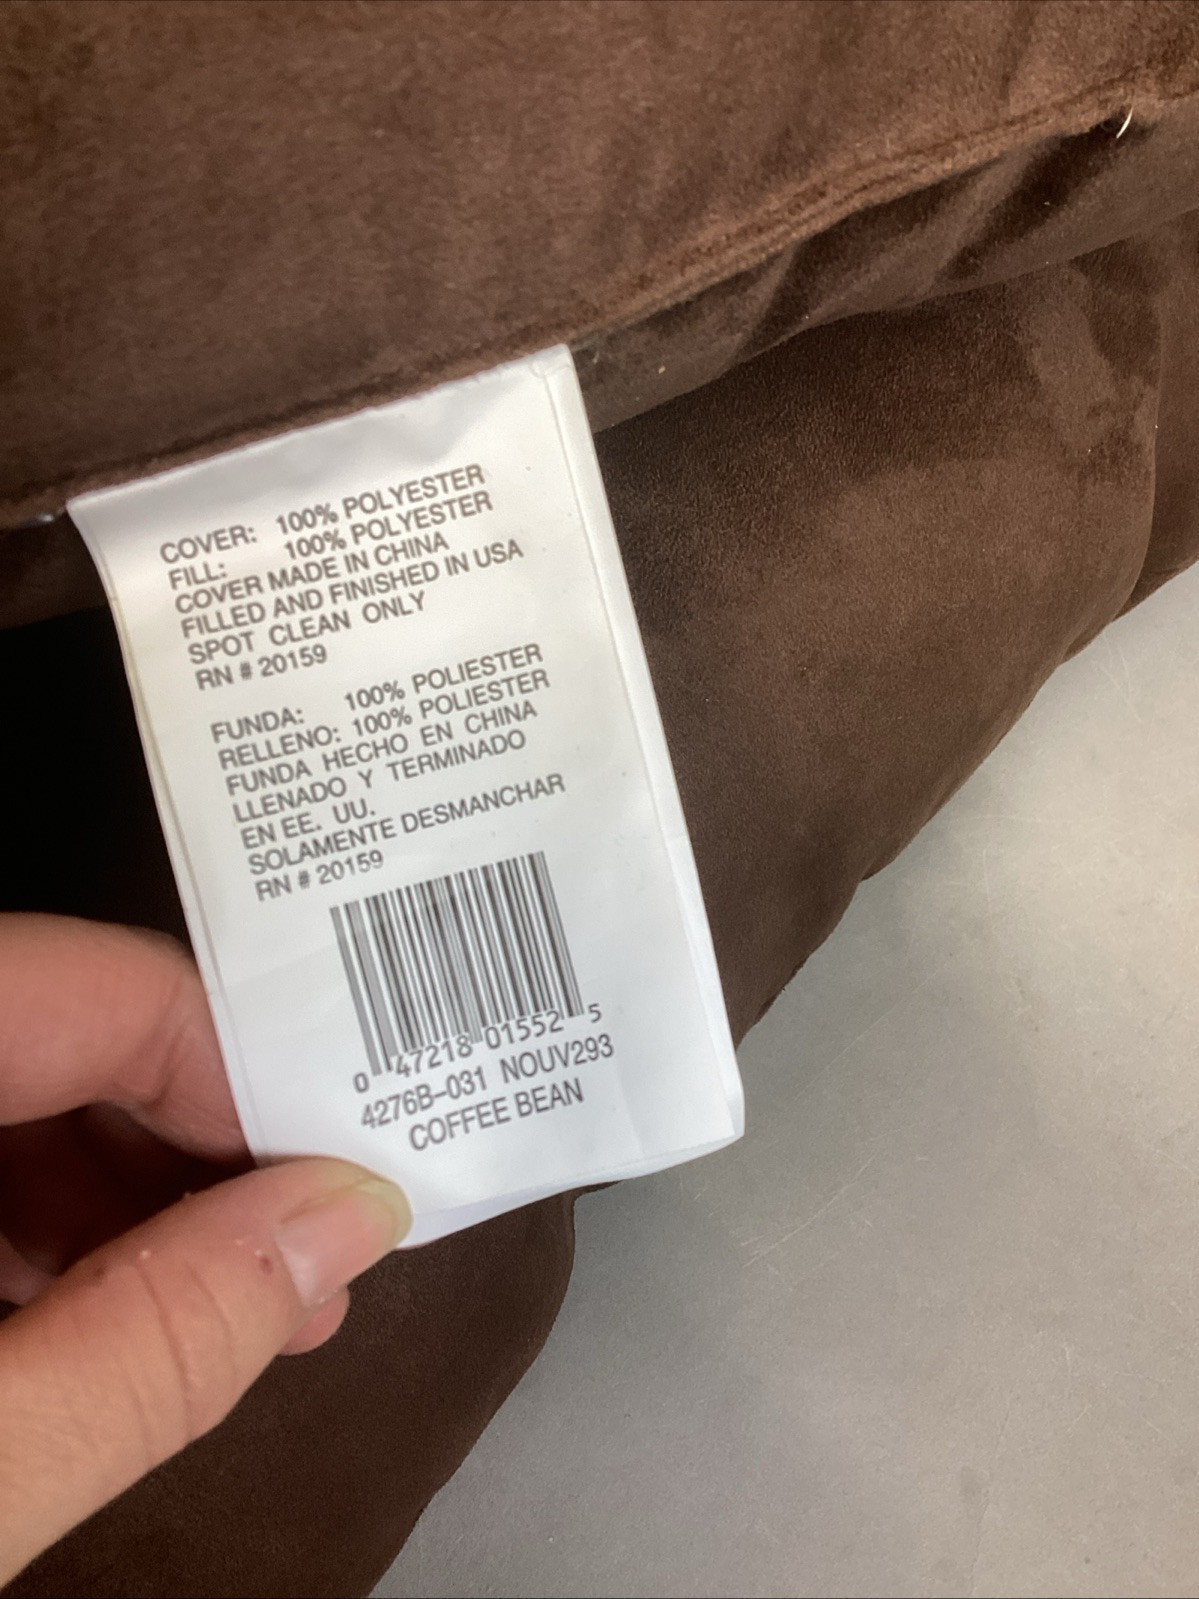 COVER: 100% POLYESTER
FILL: 100% POLYESTER
COVER MADE IN CHINA
FILLED AND FINISHED IN USA
SPOT CLEAN ONLY
RN # 20159
FUNDA: 100% POLIESTER
RELLENO: 100% POLIESTER
FUNDA HECHO EN CHINA
LLENADO Y TERMINADO
EN EE. UU.
SOLAMENTE DESMANCHAR
RN # 20159
0 47218 01552 5
4276B-031 NOUV293
COFFEE BEAN